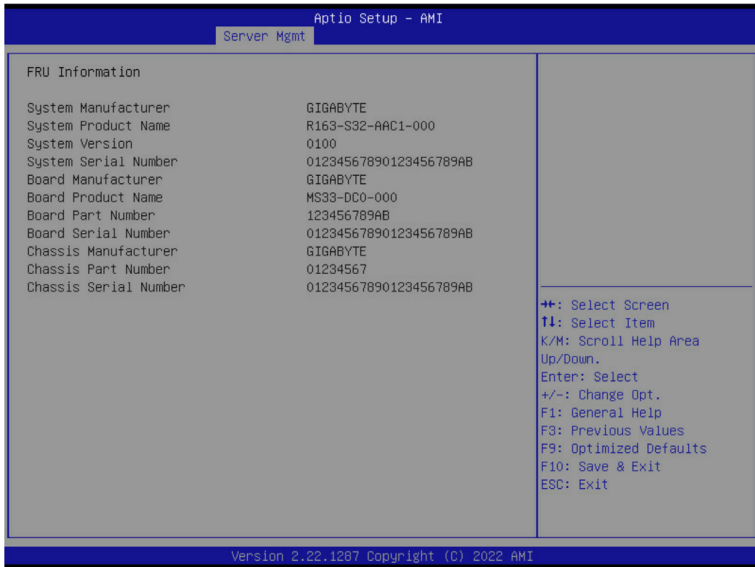 Aptio Setup – AMI
Server Mgmt
FRU Information
System Manufacturer GIGABYTE
System Product Name R163-S32-AAC1-000
System Version 0100
System Serial Number 01234567890123456789AB
Board Manufacturer GIGABYTE
Board Product Name MS33-DC0-000
Board Part Number 123456789AB
Board Serial Number 01234567890123456789AB
Chassis Manufacturer GIGABYTE
Chassis Part Number 01234567
Chassis Serial Number 01234567890123456789AB
→←: Select Screen
↑↓: Select Item
K/M: Scroll Help Area
Up/Down.
Enter: Select
+/-: Change Opt.
F1: General Help
F3: Previous Values
F9: Optimized Defaults
F10: Save & Exit
ESC: Exit
Version 2.22.1287 Copyright (C) 2022 AMI